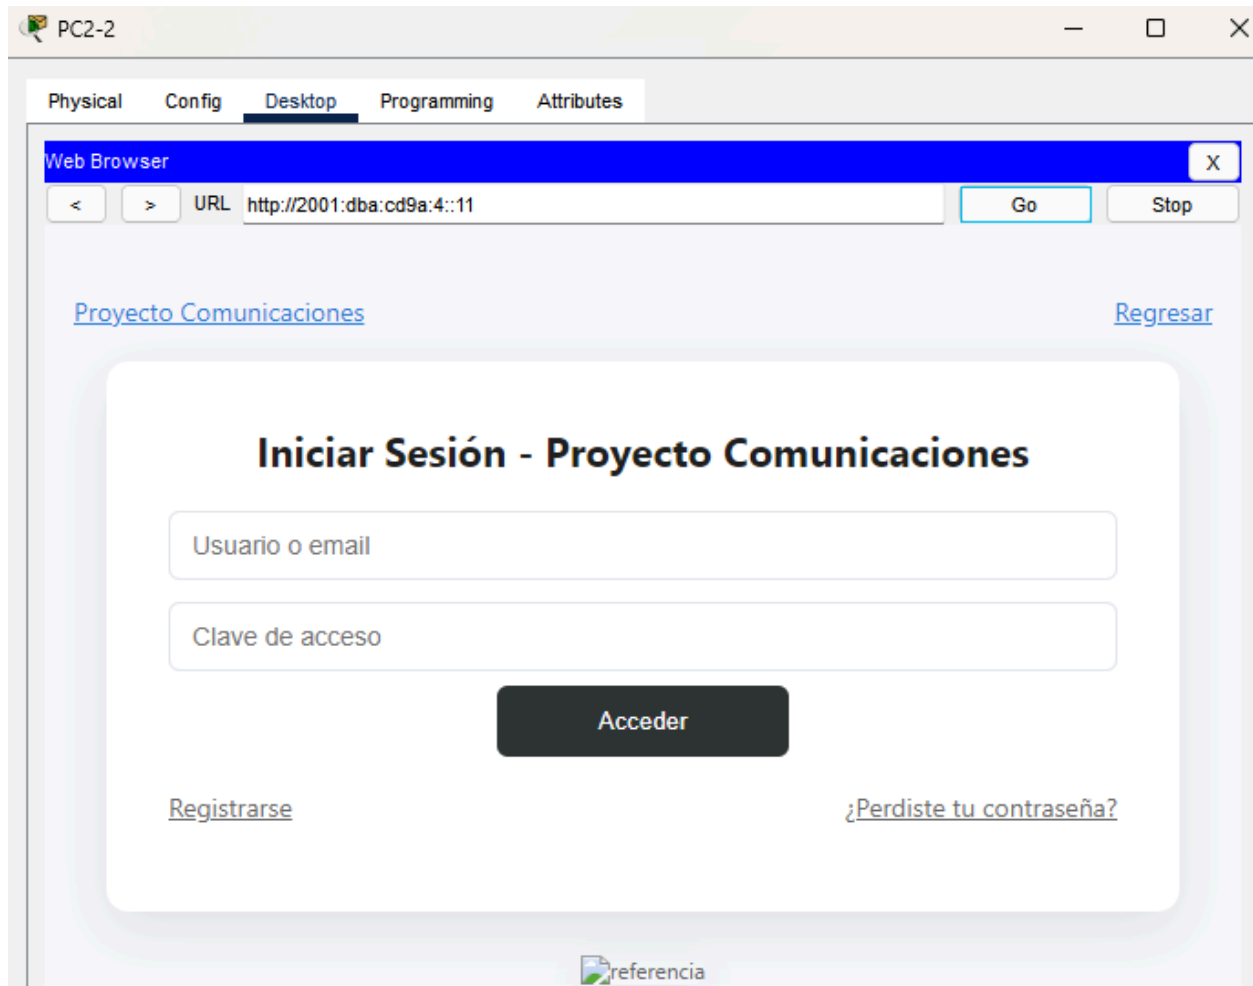 PC2-2
Physical Config Desktop Programming Attributes
Web Browser X
< > URL http://2001:dba:cd9a:4::11 Go Stop
Proyecto Comunicaciones Regresar
Iniciar Sesión - Proyecto Comunicaciones
Usuario o email
Clave de acceso
Acceder
Registrarse ¿Perdiste tu contraseña?
referencia